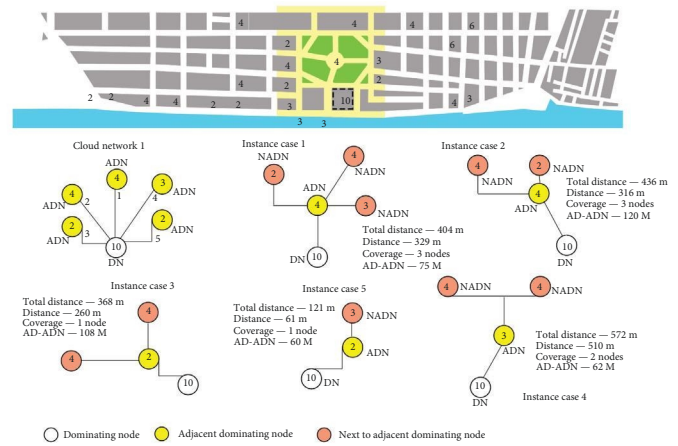 4 4 4 6
2 6
4 4 3
4 2
2 2 4 4 2 2 3 10 4 3
3 3
Cloud network 1
ADN
4
ADN 4 2
1
3 ADN
4
ADN 2 3
2 ADN
5
10
DN
Instance case 1
NADN
2
4
NADN
ADN
4
3
NADN
DN 10
Total distance — 404 m
Distance — 329 m
Coverage — 3 nodes
AD-ADN — 75 M
Instance case 2
4
NADN
2 NADN
4
ADN
10
DN
Total distance — 436 m
Distance — 316 m
Coverage — 3 nodes
AD-ADN — 120 M
Instance case 3
Total distance — 368 m
Distance — 260 m
Coverage — 1 node
AD-ADN — 108 M
4
4
2
10
Instance case 5
Total distance — 121 m
Distance — 61 m
Coverage — 1 node
AD-ADN — 60 M
3 NADN
2 ADN
10 DN
4 NADN
4 NADN
3
ADN
10
DN
Total distance — 572 m
Distance — 510 m
Coverage — 2 nodes
AD-ADN — 62 M
Instance case 4
Dominating node
Adjacent dominating node
Next to adjacent dominating node